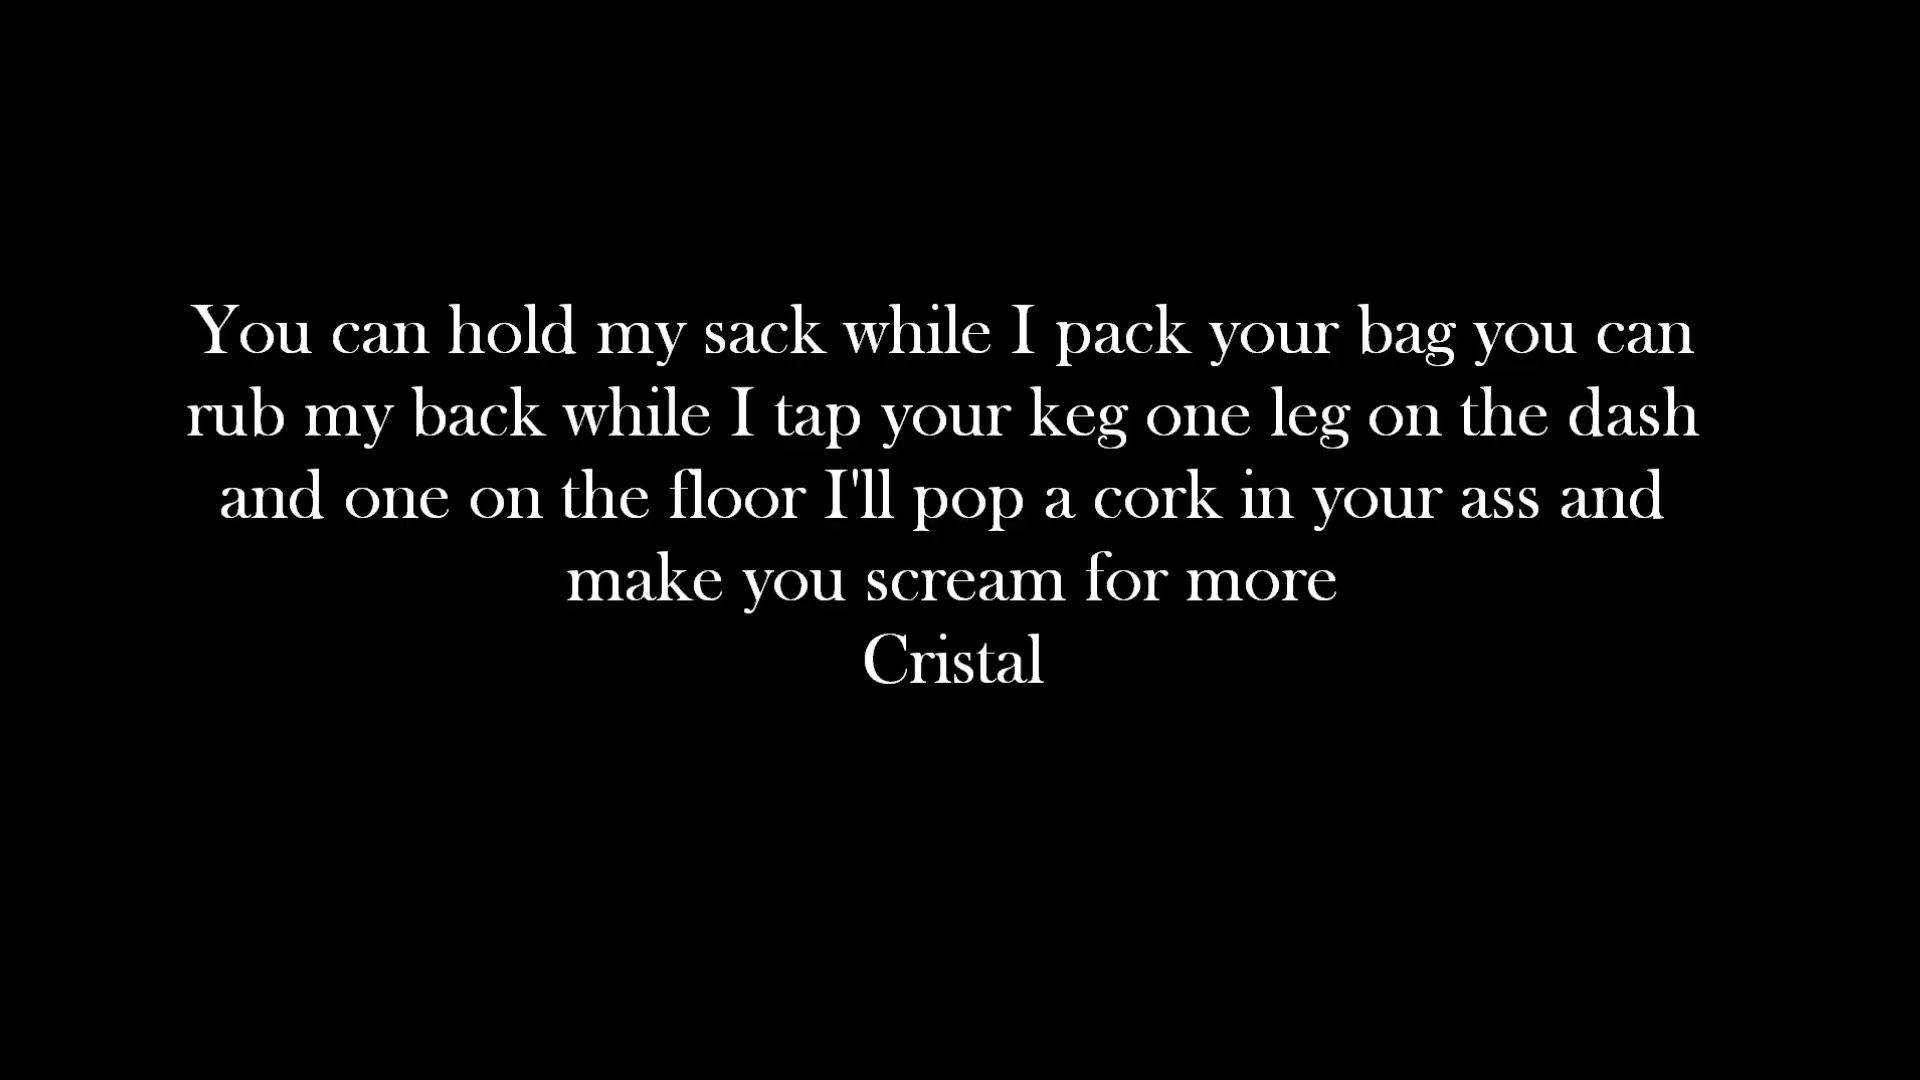 You can hold my sack while I pack your bag you can
rub my back while I tap your keg one leg on the dash
and one on the floor I'll pop a cork in your ass and
make you scream for more
Cristal